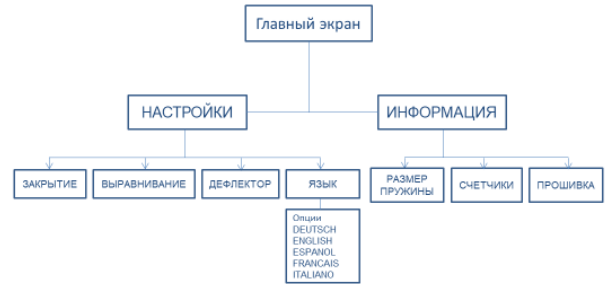 Главный экран
НАСТРОЙКИ
ИНФОРМАЦИЯ
ЗАКРЫТИЕ
ВЫРАВНИВАНИЕ
ДЕФЛЕКТОР
ЯЗЫК
РАЗМЕР
ПРУЖИНЫ
СЧЕТЧИКИ
ПРОШИВКА
Опции
DEUTSCH
ENGLISH
ESPANOL
FRANCAIS
ITALIANO